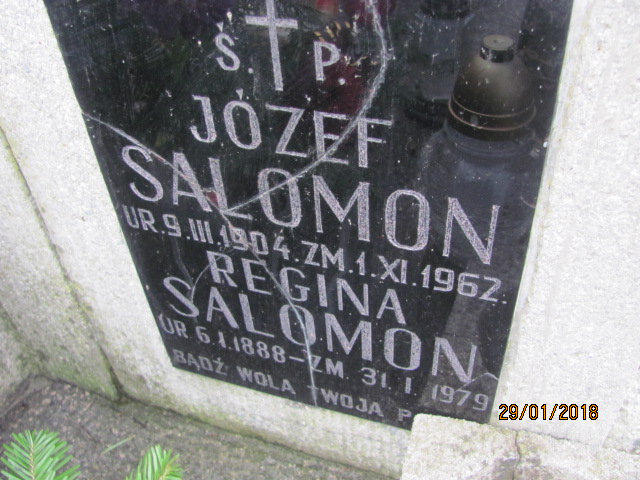 Ś. P
JÓZEF
SALOMON
UR.9.III.1904.ZM.1.XI.1962.
REGINA
SALOMON
UR 6.I.1888-ZM. 31.I 1979
BĄDŹ WOLA TWOJA P
29/01/2018